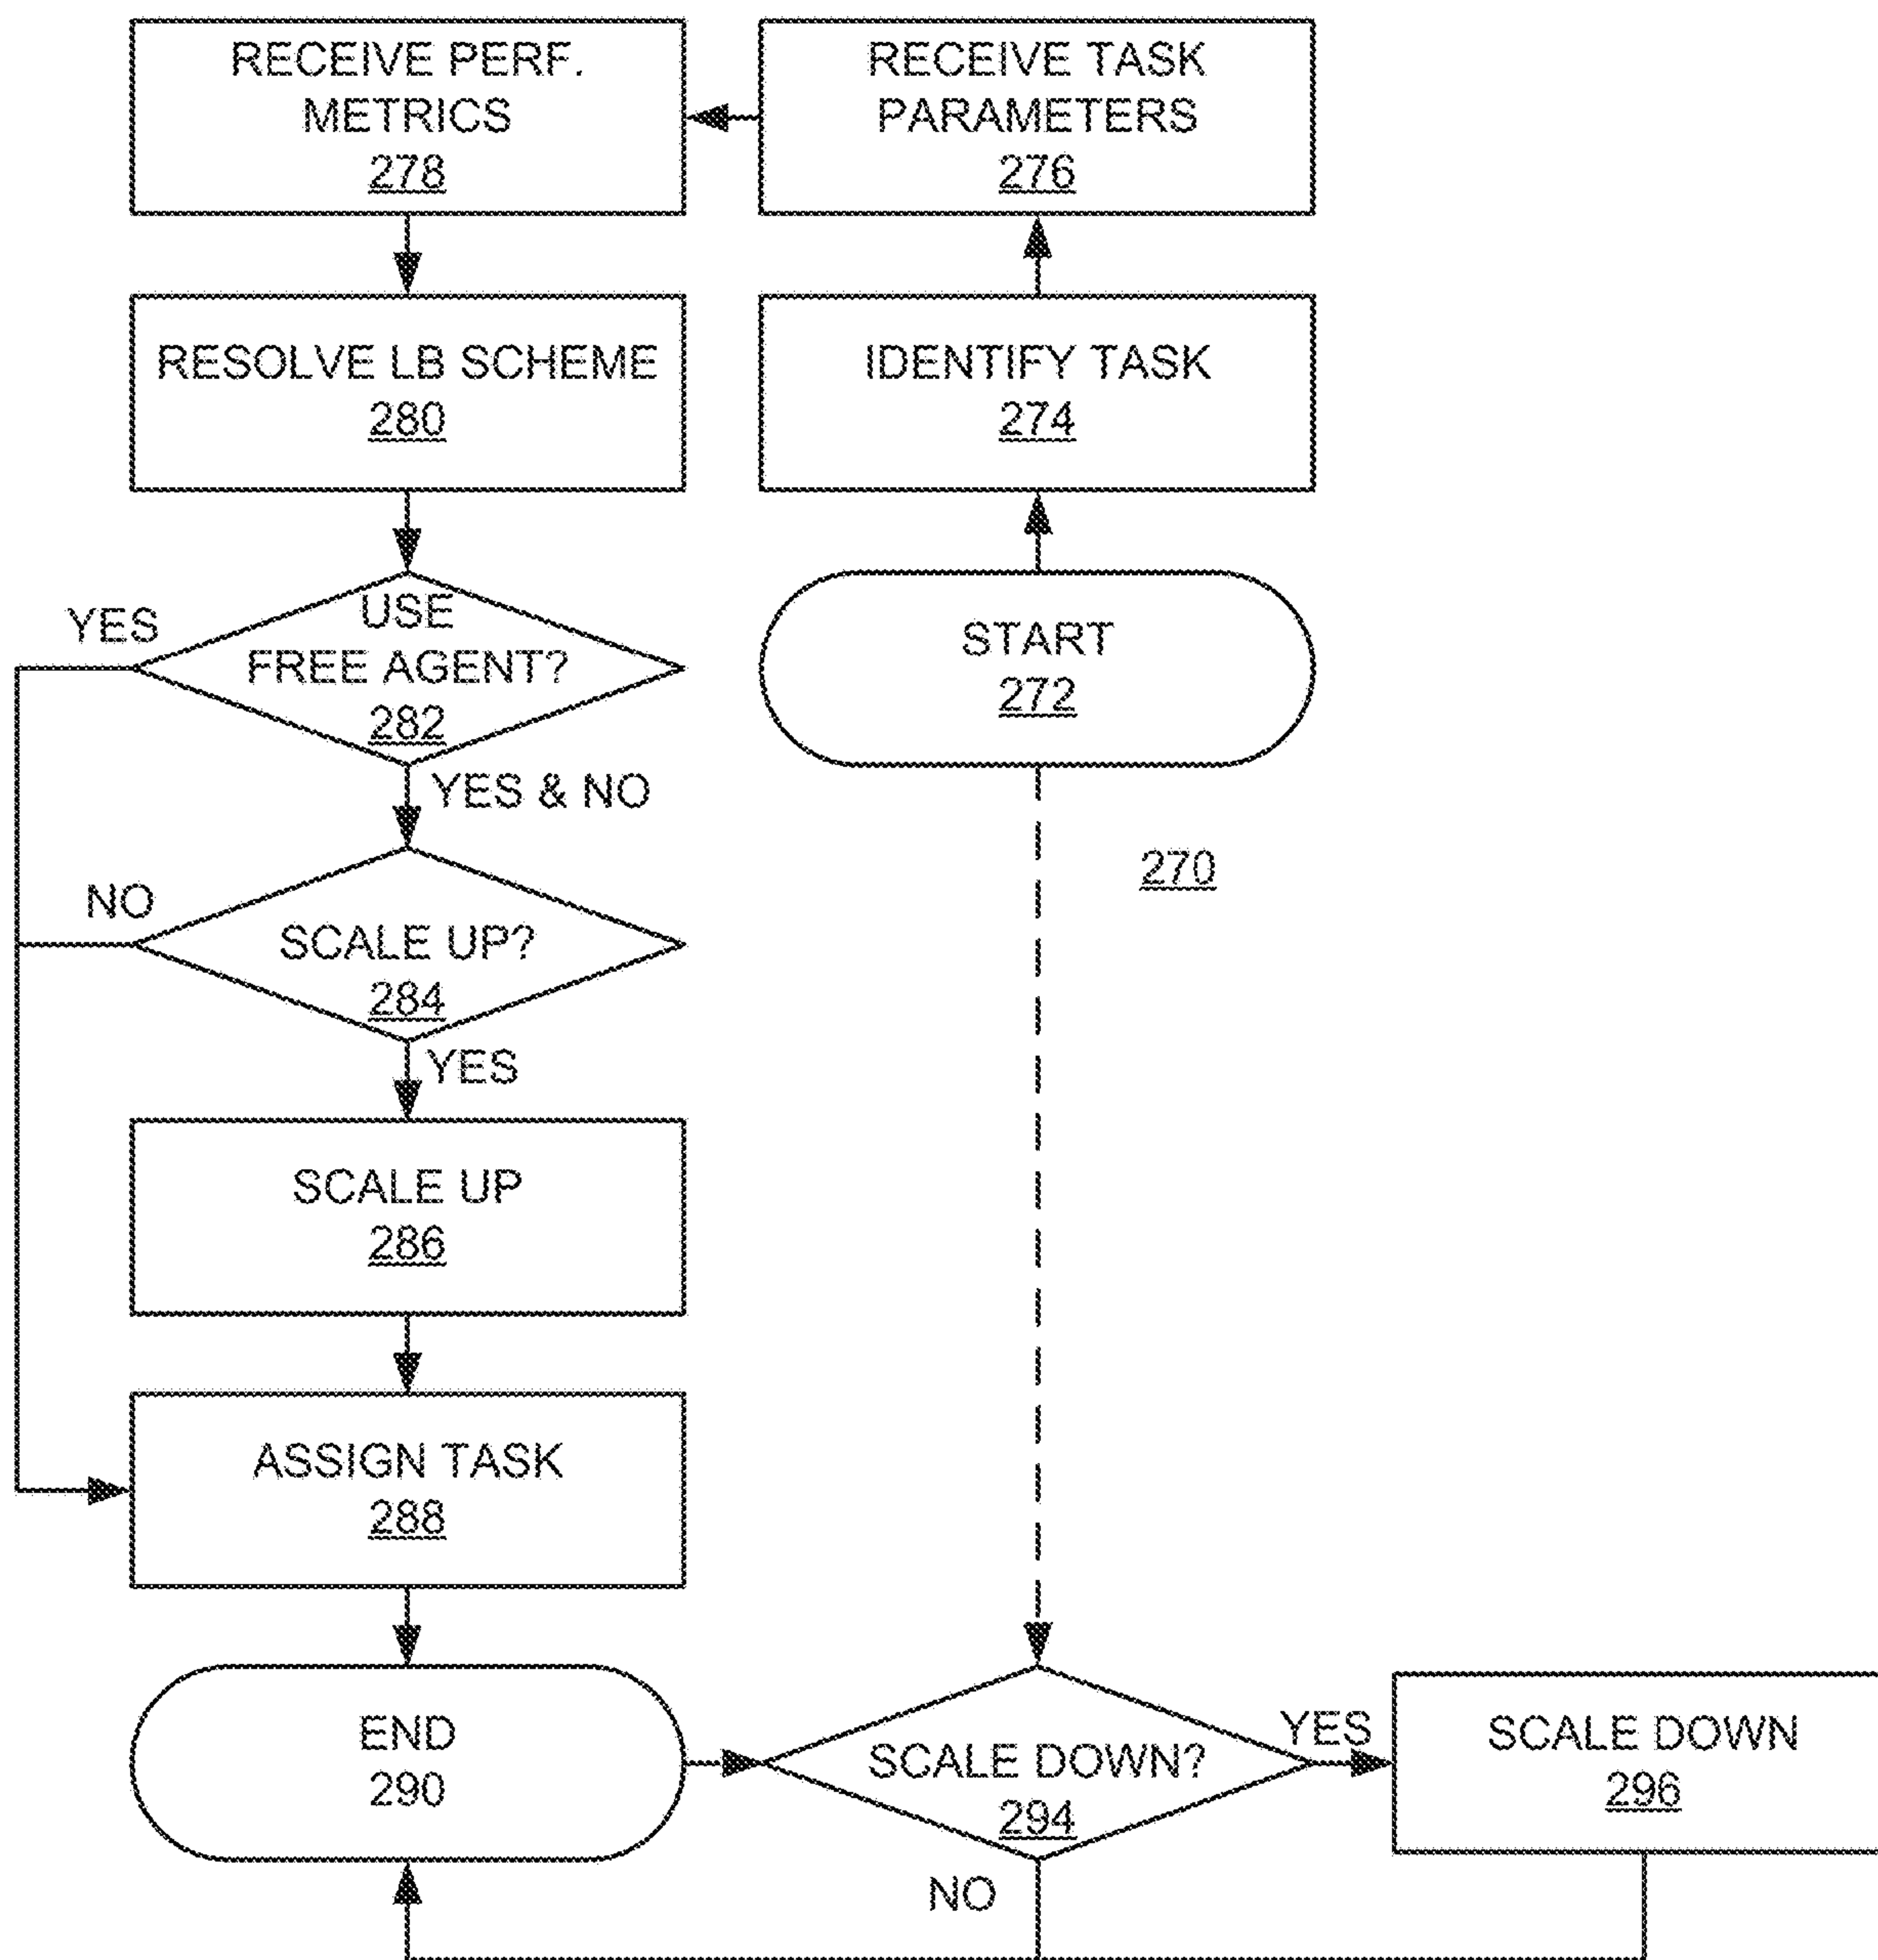 RECEIVE PERF.
METRICS
278
RECEIVE TASK
PARAMETERS
276
RESOLVE LB SCHEME
280
IDENTIFY TASK
274
YES
USE
FREE AGENT?
282
START
272
YES & NO
270
NO
SCALE UP?
284
YES
SCALE UP
286
ASSIGN TASK
288
END
290
SCALE DOWN?
294
YES
SCALE DOWN
296
NO